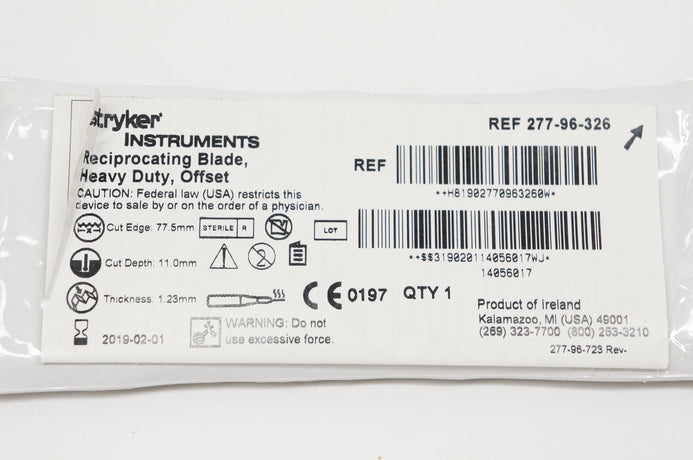 stryker
INSTRUMENTS
REF 277-96-326
Reciprocating Blade,
Heavy Duty, Offset
REF
**H81902770963260W*
CAUTION: Federal law (USA) restricts this
device to sale by or on the order of a physician.
Cut Edge: 77.5mm
STERILE R
LOT
*+$$319020114056017WJ*
14056017
Cut Depth: 11.0mm
Thickness: 1.23mm
CE 0197
QTY 1
Product of Ireland
Kalamazoo, MI (USA) 49001
(269) 323-7700 (800) 253-3210
2019-02-01
WARNING: Do not
use excessive force.
277-96-723 Rev-